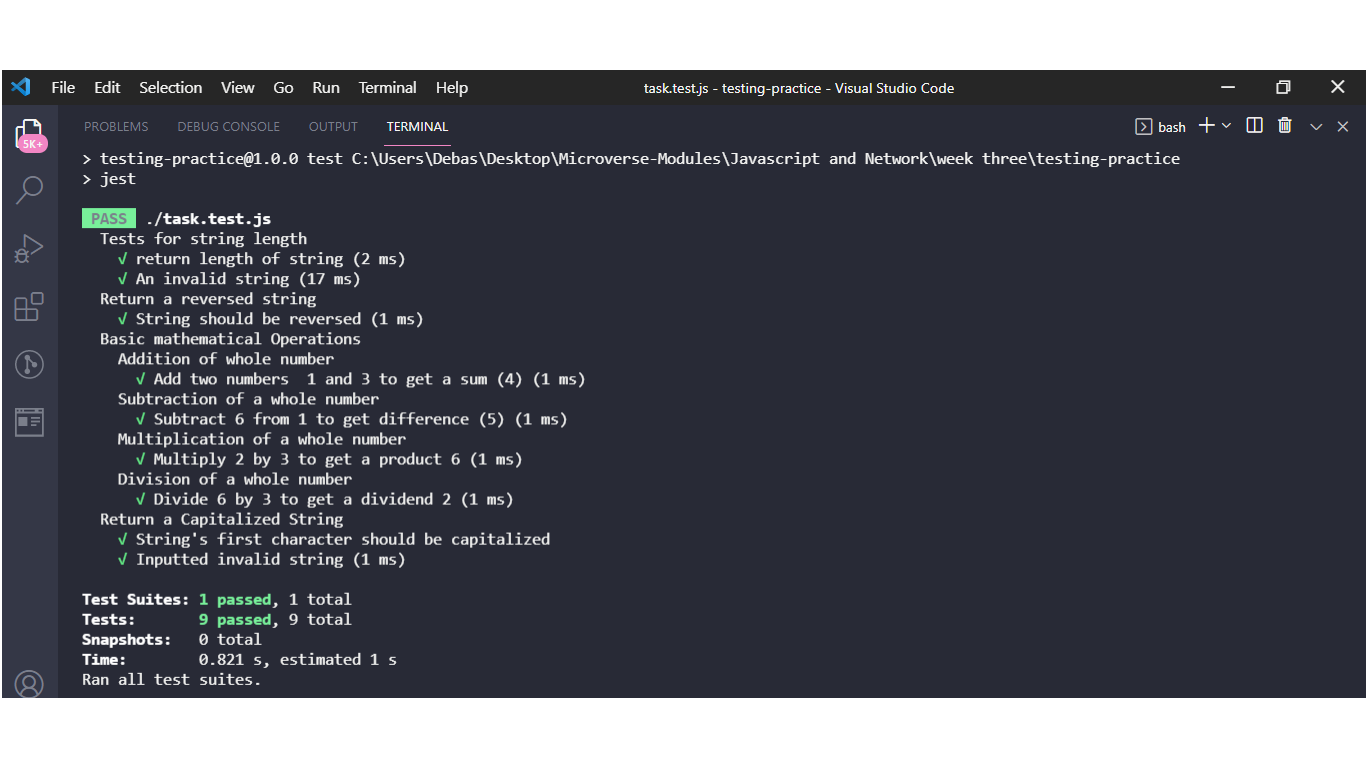 File Edit Selection View Go Run Terminal Help task.test.js - testing-practice - Visual Studio Code
PROBLEMS DEBUG CONSOLE OUTPUT TERMINAL bash
5K+
> testing-practice@1.0.0 test C:\Users\Debas\Desktop\Microverse-Modules\Javascript and Network\week three\testing-practice
> jest
PASS ./task.test.js
Tests for string length
√ return length of string (2 ms)
√ An invalid string (17 ms)
Return a reversed string
√ String should be reversed (1 ms)
Basic mathematical Operations
Addition of whole number
√ Add two numbers  1 and 3 to get a sum (4) (1 ms)
Subtraction of a whole number
√ Subtract 6 from 1 to get difference (5) (1 ms)
Multiplication of a whole number
√ Multiply 2 by 3 to get a product 6 (1 ms)
Division of a whole number
√ Divide 6 by 3 to get a dividend 2 (1 ms)
Return a Capitalized String
√ String's first character should be capitalized
√ Inputted invalid string (1 ms)
Test Suites: 1 passed, 1 total
Tests: 9 passed, 9 total
Snapshots: 0 total
Time: 0.821 s, estimated 1 s
Ran all test suites.